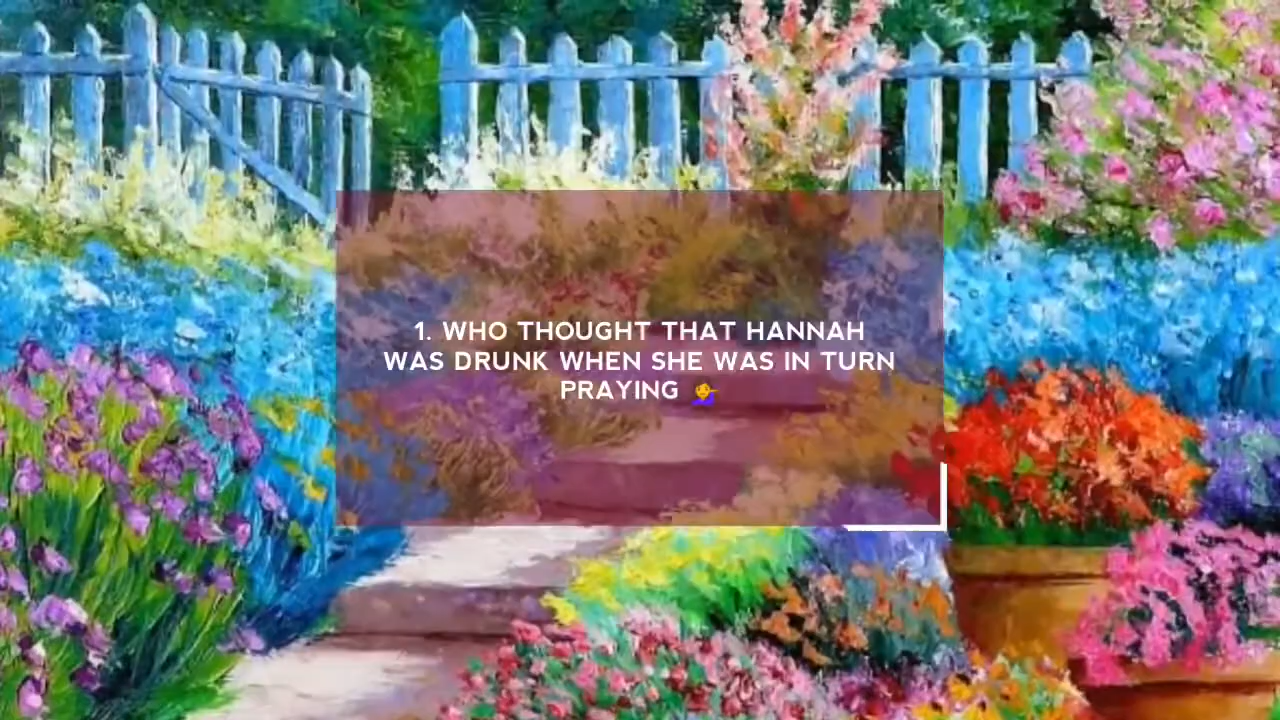 1. WHO THOUGHT THAT HANNAH
WAS DRUNK WHEN SHE WAS IN TURN
PRAYING 💁‍♀️